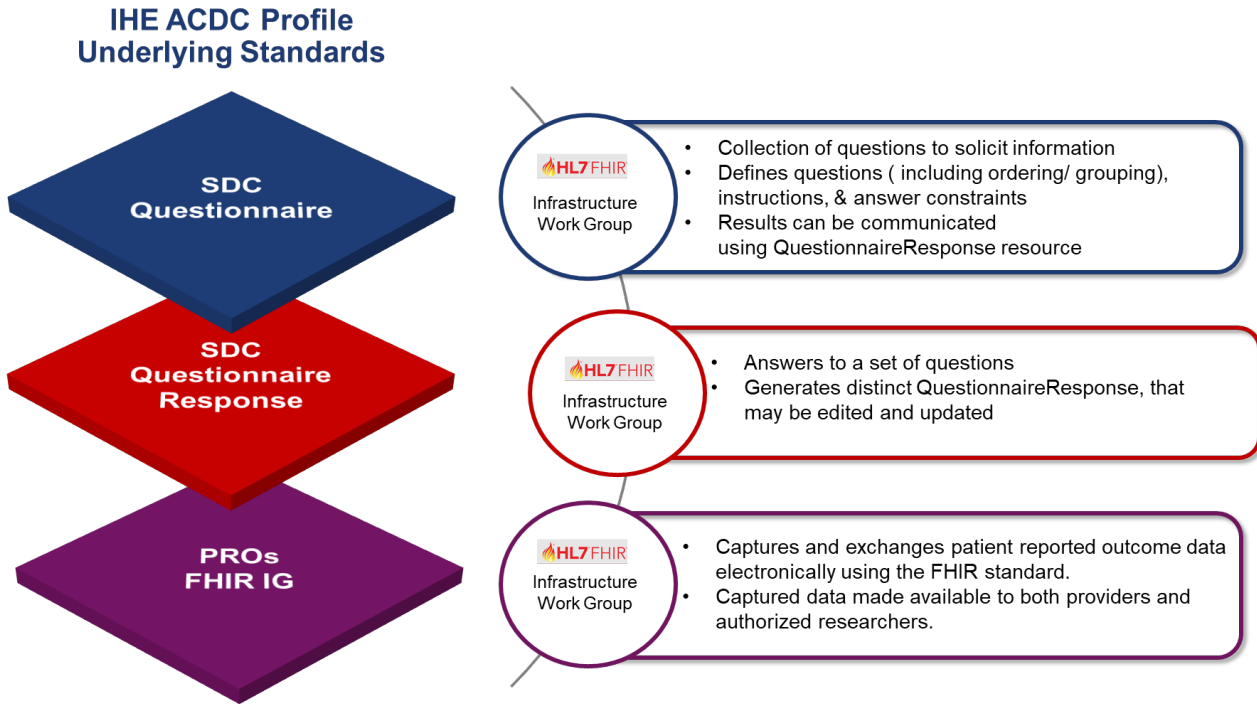 IHE ACDC Profile
Underlying Standards
SDC
Questionnaire
HL7 FHIR
Infrastructure
Work Group
• Collection of questions to solicit information
• Defines questions ( including ordering/ grouping),
instructions, & answer constraints
• Results can be communicated
using QuestionnaireResponse resource
SDC
Questionnaire
Response
HL7 FHIR
Infrastructure
Work Group
• Answers to a set of questions
• Generates distinct QuestionnaireResponse, that
may be edited and updated
PROs
FHIR IG
HL7 FHIR
Infrastructure
Work Group
• Captures and exchanges patient reported outcome data
electronically using the FHIR standard.
• Captured data made available to both providers and
authorized researchers.